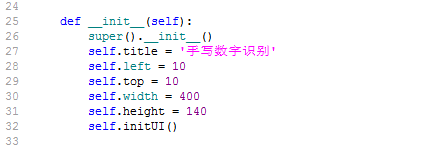 24
25 def __init__(self):
26 super().__init__()
27 self.title = '手写数字识别'
28 self.left = 10
29 self.top = 10
30 self.width = 400
31 self.height = 140
32 self.initUI()
33